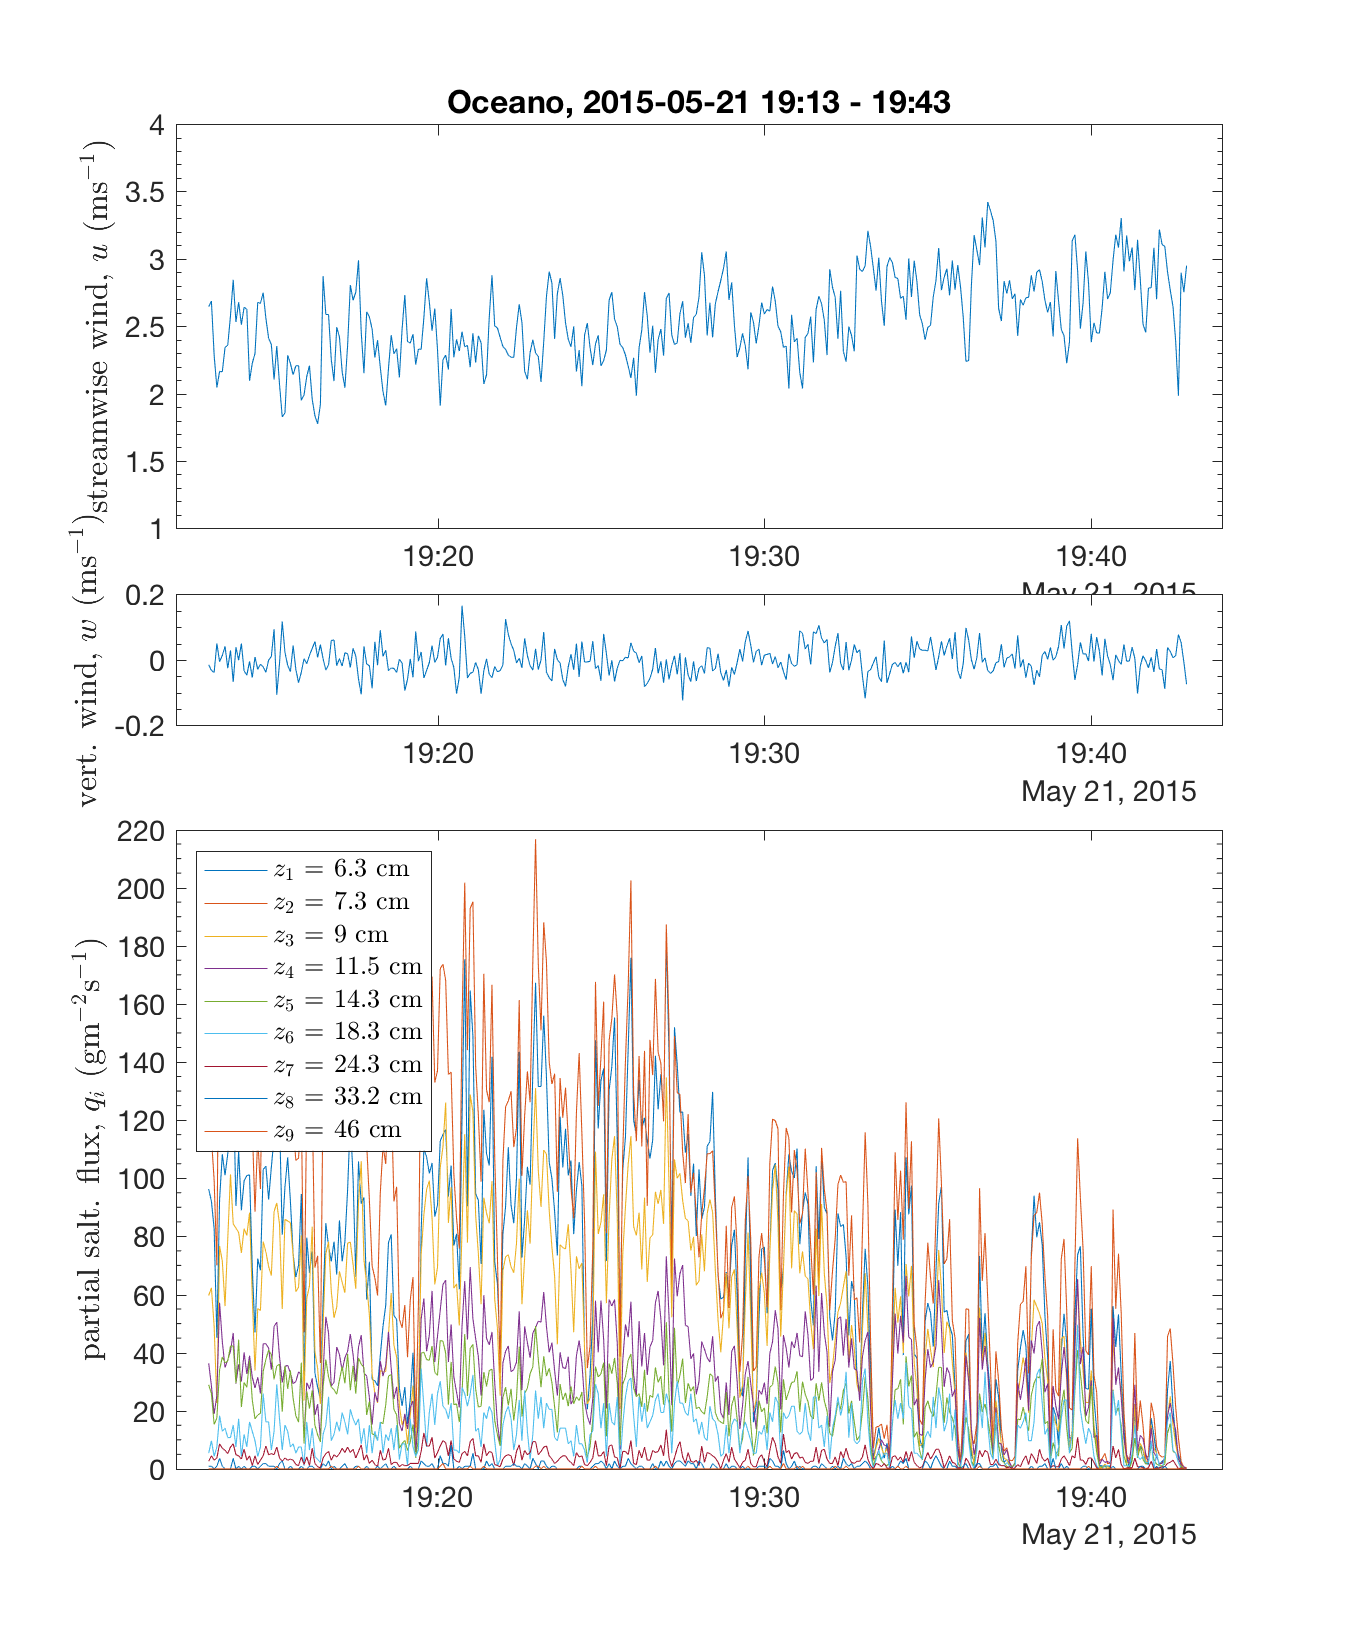 Oceano, 2015-05-21 19:13 - 19:43
streamwise wind, u (ms⁻¹)
4
3.5
3
2.5
2
1.5
1
19:20 19:30 19:40
May 21, 2015
vert. wind, w (ms⁻¹)
0.2
0
-0.2
19:20 19:30 19:40
May 21, 2015
partial salt. flux, qᵢ (gm⁻²s⁻¹)
220
200
180
160
140
120
100
80
60
40
20
0
z₁ = 6.3 cm
z₂ = 7.3 cm
z₃ = 9 cm
z₄ = 11.5 cm
z₅ = 14.3 cm
z₆ = 18.3 cm
z₇ = 24.3 cm
z₈ = 33.2 cm
z₉ = 46 cm
19:20 19:30 19:40
May 21, 2015